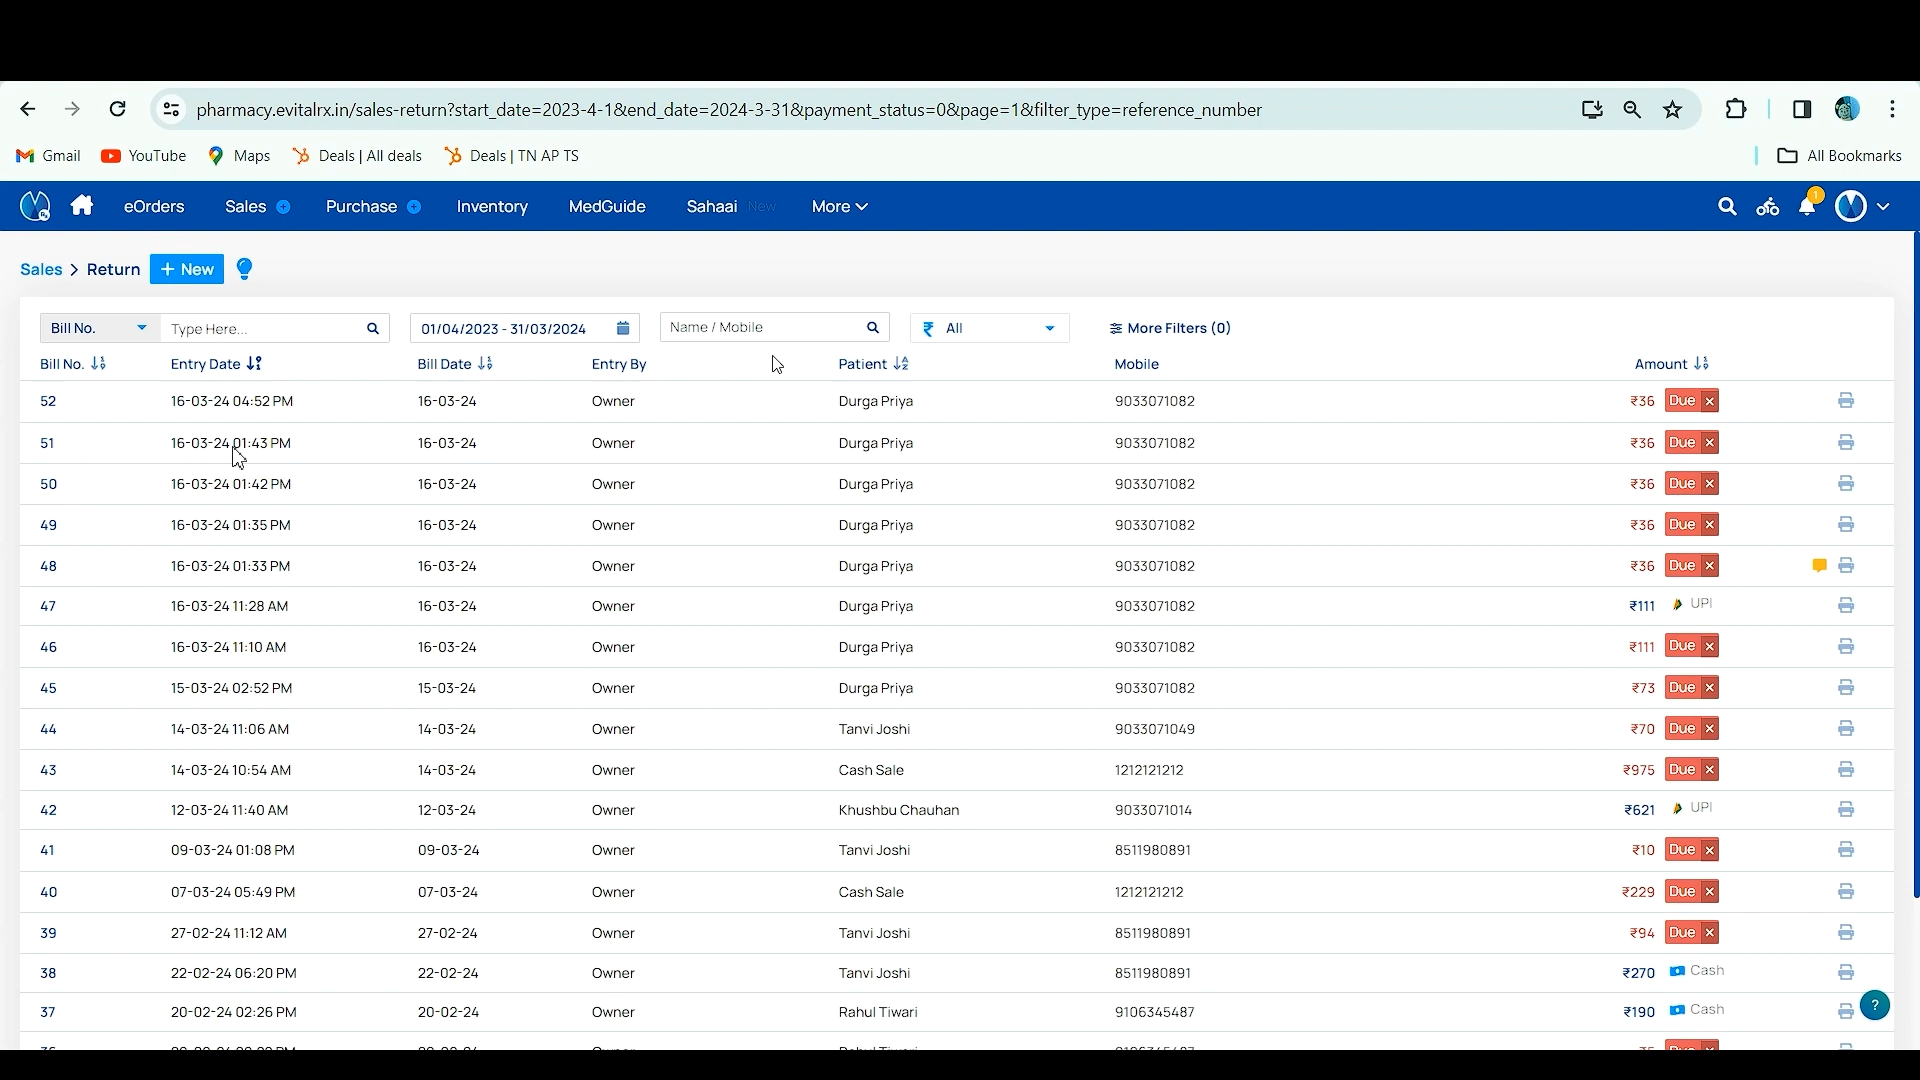 pharmacy.evitalrx.in/sales-return?start_date=2023-4-1&end_date=2024-3-31&payment_status=0&page=1&filter_type=reference_number
Gmail YouTube Maps Deals | All deals Deals | TN AP TS All Bookmarks
eOrders Sales Purchase Inventory MedGuide Sahaai New More 1
Sales > Return + New
Bill No. Type Here... 01/04/2023 - 31/03/2024 Name / Mobile ₹ All More Filters (0)
Bill No. Entry Date Bill Date Entry By Patient Mobile Amount
52 16-03-24 04:52 PM 16-03-24 Owner Durga Priya 9033071082 ₹36 Due ×
51 16-03-24 01:43 PM 16-03-24 Owner Durga Priya 9033071082 ₹36 Due ×
50 16-03-24 01:42 PM 16-03-24 Owner Durga Priya 9033071082 ₹36 Due ×
49 16-03-24 01:35 PM 16-03-24 Owner Durga Priya 9033071082 ₹36 Due ×
48 16-03-24 01:33 PM 16-03-24 Owner Durga Priya 9033071082 ₹36 Due ×
47 16-03-24 11:28 AM 16-03-24 Owner Durga Priya 9033071082 ₹111 UPI
46 16-03-24 11:10 AM 16-03-24 Owner Durga Priya 9033071082 ₹111 Due ×
45 15-03-24 02:52 PM 15-03-24 Owner Durga Priya 9033071082 ₹73 Due ×
44 14-03-24 11:06 AM 14-03-24 Owner Tanvi Joshi 9033071049 ₹70 Due ×
43 14-03-24 10:54 AM 14-03-24 Owner Cash Sale 1212121212 ₹975 Due ×
42 12-03-24 11:40 AM 12-03-24 Owner Khushbu Chauhan 9033071014 ₹621 UPI
41 09-03-24 01:08 PM 09-03-24 Owner Tanvi Joshi 8511980891 ₹10 Due ×
40 07-03-24 05:49 PM 07-03-24 Owner Cash Sale 1212121212 ₹229 Due ×
39 27-02-24 11:12 AM 27-02-24 Owner Tanvi Joshi 8511980891 ₹94 Due ×
38 22-02-24 06:20 PM 22-02-24 Owner Tanvi Joshi 8511980891 ₹270 Cash
37 20-02-24 02:26 PM 20-02-24 Owner Rahul Tiwari 9106345487 ₹190 Cash
?